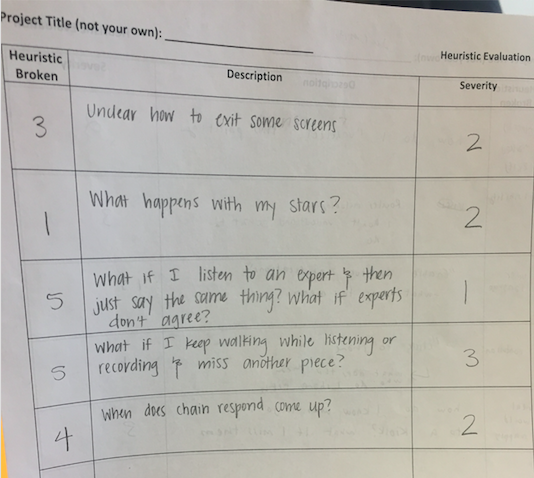 Project Title (not your own):
Heuristic Evaluation
Heuristic
Broken
Description
Severity
3
Unclear how to exit some screens
2
1
What happens with my stars?
2
5
What if I listen to an expert & then
just say the same thing? What if experts
don't agree?
1
5
What if I keep walking while listening or
recording & miss another piece?
3
4
When does chain respond come up?
2